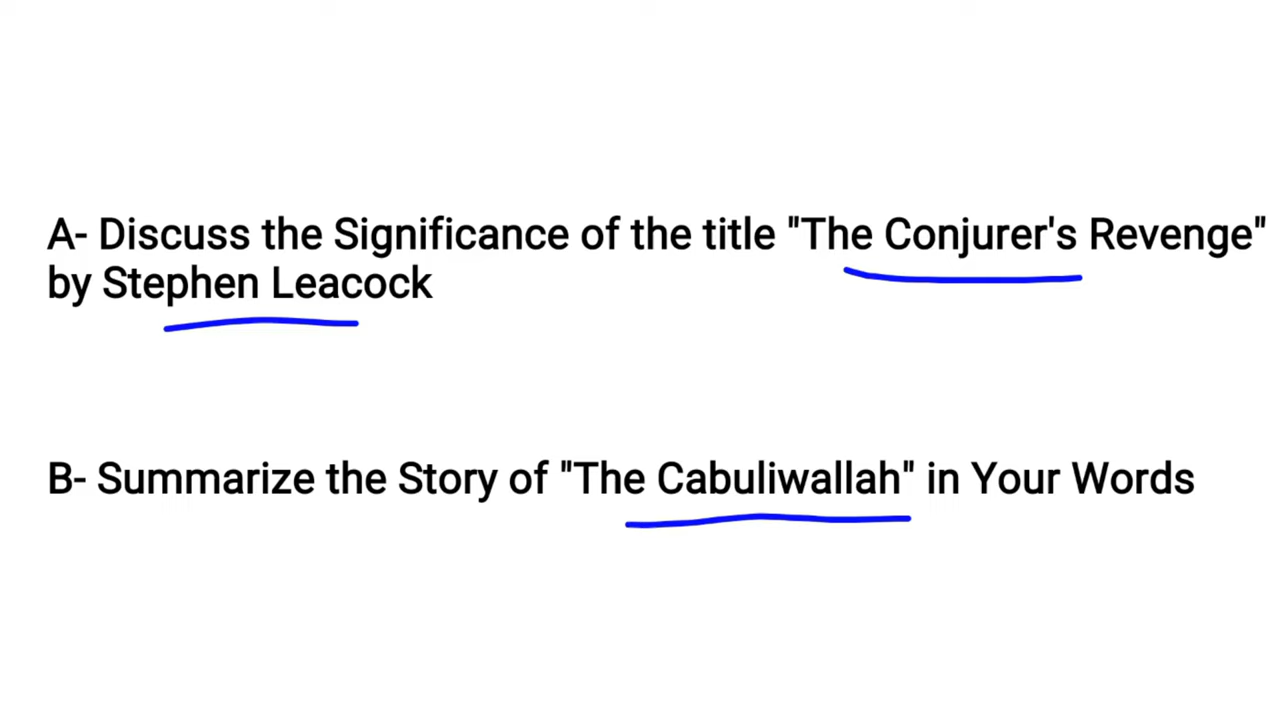 A- Discuss the Significance of the title "The Conjurer's Revenge"
by Stephen Leacock
B- Summarize the Story of "The Cabuliwallah" in Your Words